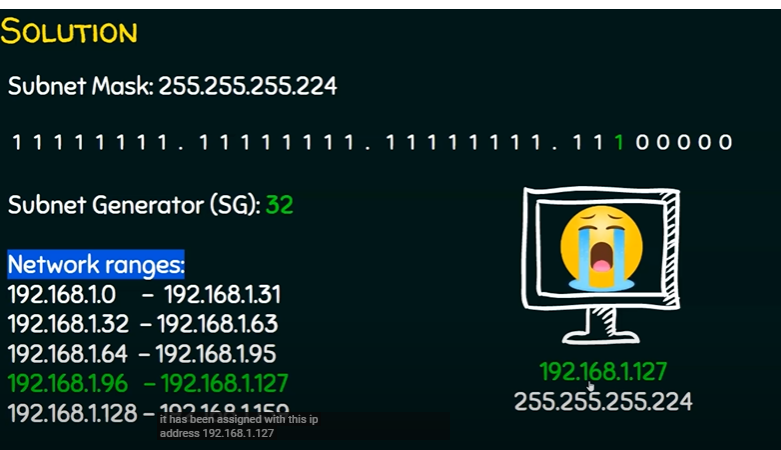 SOLUTION
Subnet Mask: 255.255.255.224
1 1 1 1 1 1 1 1 . 1 1 1 1 1 1 1 1 . 1 1 1 1 1 1 1 1 . 1 1 1 0 0 0 0 0
Subnet Generator (SG): 32
Network ranges:
192.168.1.0 – 192.168.1.31
192.168.1.32 – 192.168.1.63
192.168.1.64 – 192.168.1.95
192.168.1.96 – 192.168.1.127
192.168.1.128 – 192.168.1.159
it has been assigned with this ip
address 192.168.1.127
192.168.1.127
255.255.255.224